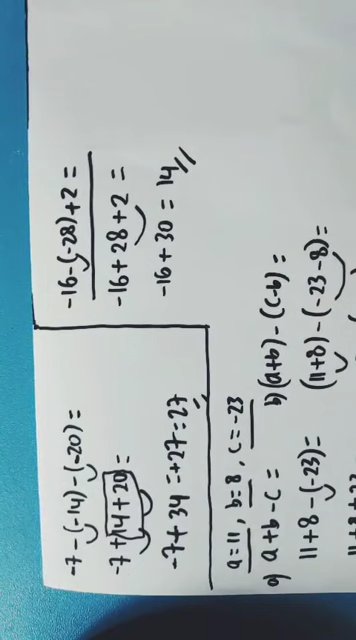 -7-(-14)-(-20)=
-7+14+20=
-7+34=+27=27
-16-(-28)+2=
-16+28+2=
-16+30=14//
a=11, b=8, c=-23
a) a+b-c=
11+8-(-23)=
b) (a+b)-(c-b)=
(11+8)-(-23-8)=